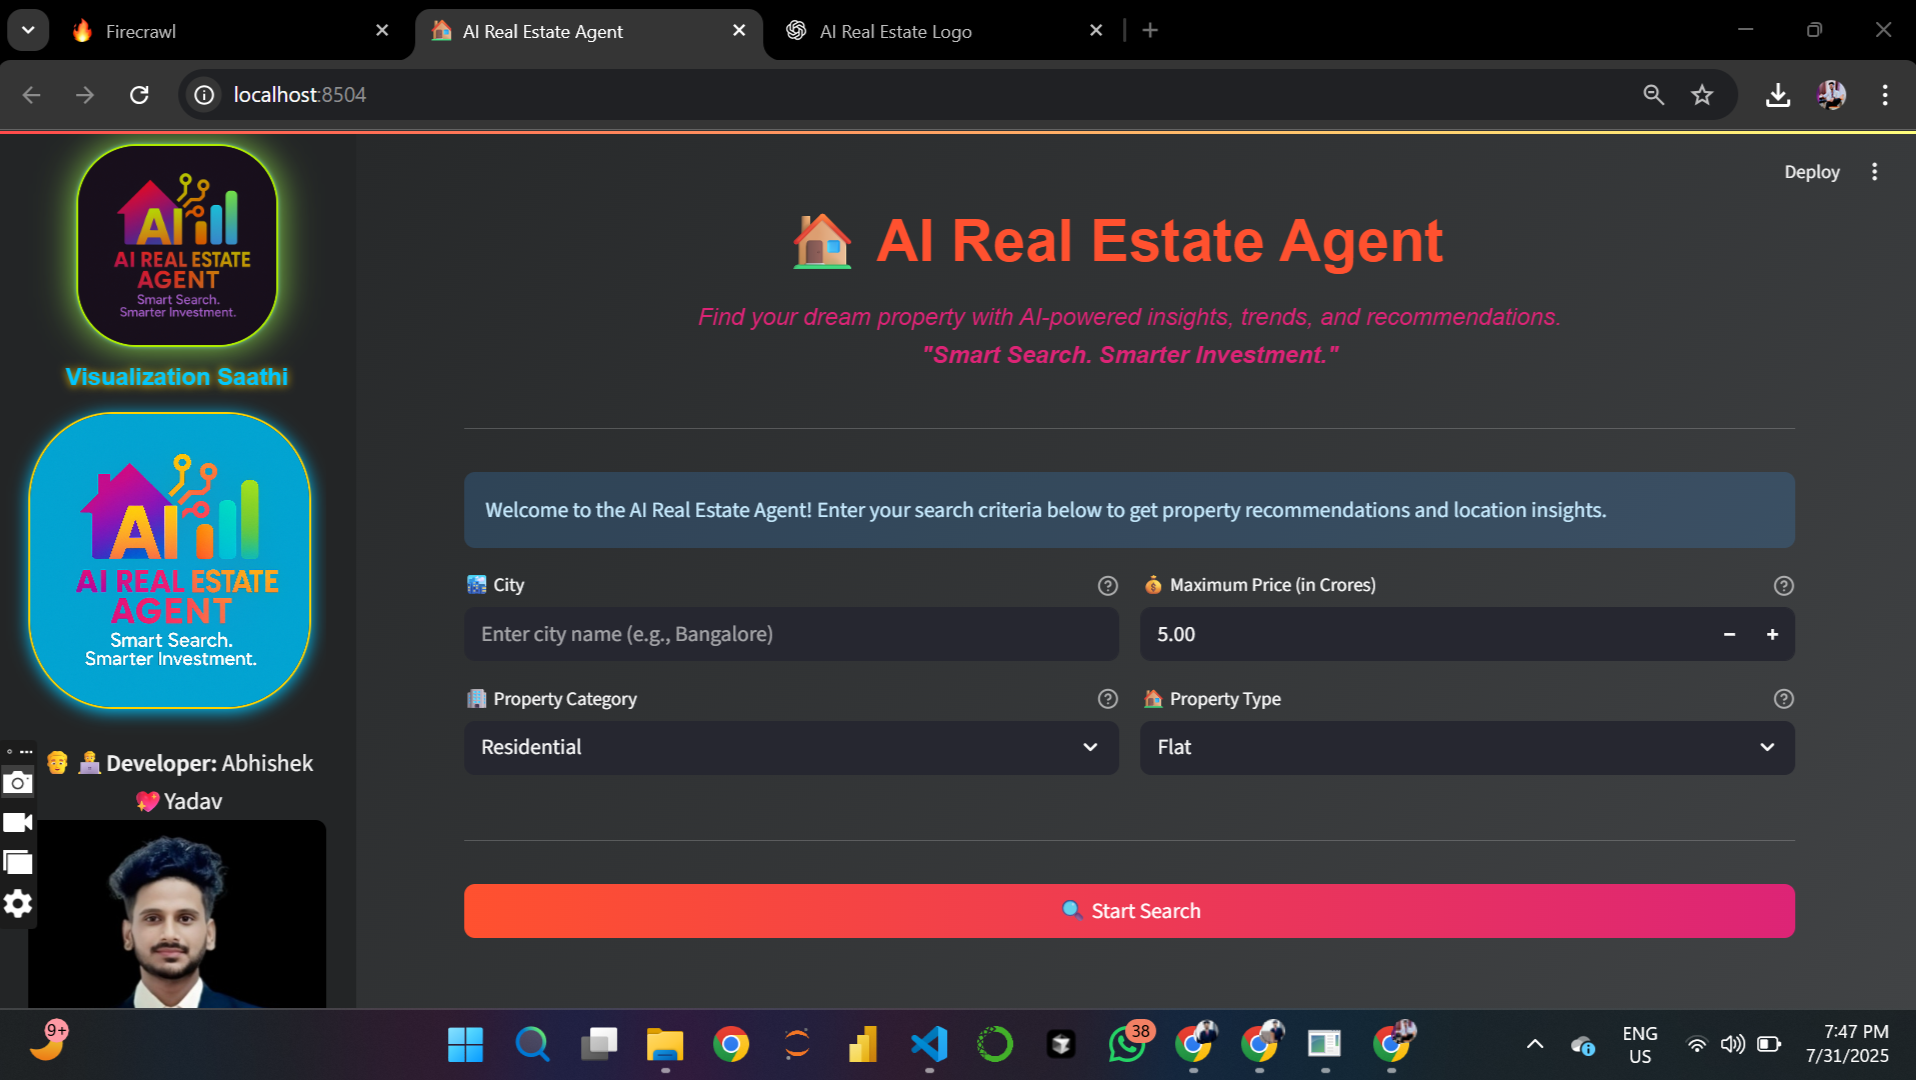 Firecrawl
AI Real Estate Agent
AI Real Estate Logo
localhost:8504
Deploy
AI
AI REAL ESTATE
AGENT
Smart Search.
Smarter Investment.
Visualization Saathi
AI
AI REAL ESTATE
AGENT
Smart Search.
Smarter Investment.
Developer: Abhishek
Yadav
AI Real Estate Agent
Find your dream property with AI-powered insights, trends, and recommendations.
"Smart Search. Smarter Investment."
Welcome to the AI Real Estate Agent! Enter your search criteria below to get property recommendations and location insights.
City
Maximum Price (in Crores)
Enter city name (e.g., Bangalore)
5.00
Property Category
Property Type
Residential
Flat
Start Search
9+
38
ENG
US
7:47 PM
7/31/2025